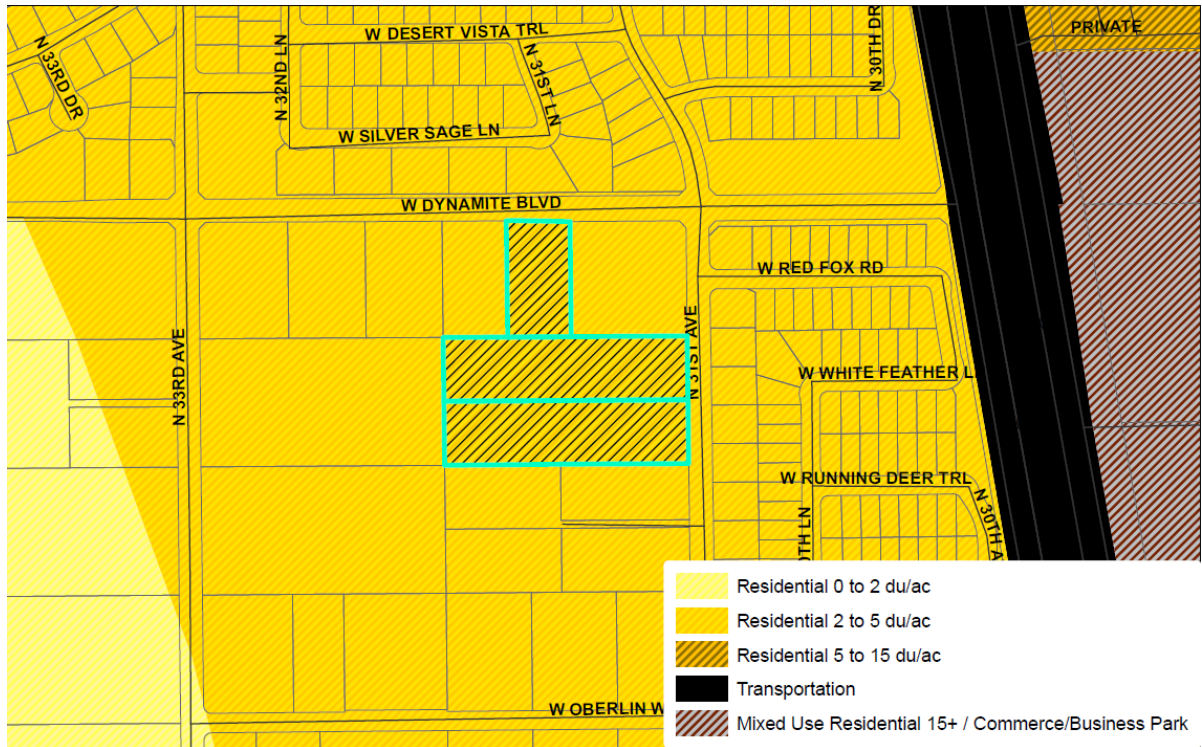 W DESERT VISTA TRL
PRIVATE
N 33RD DR
N 32ND LN
N 31ST LN
N 30TH DR
W SILVER SAGE LN
W DYNAMITE BLVD
W RED FOX RD
N 33RD AVE
N 31ST AVE
W WHITE FEATHER L
W RUNNING DEER TRL
0TH LN
N 30TH A
W OBERLIN W
Residential 0 to 2 du/ac
Residential 2 to 5 du/ac
Residential 5 to 15 du/ac
Transportation
Mixed Use Residential 15+ / Commerce/Business Park